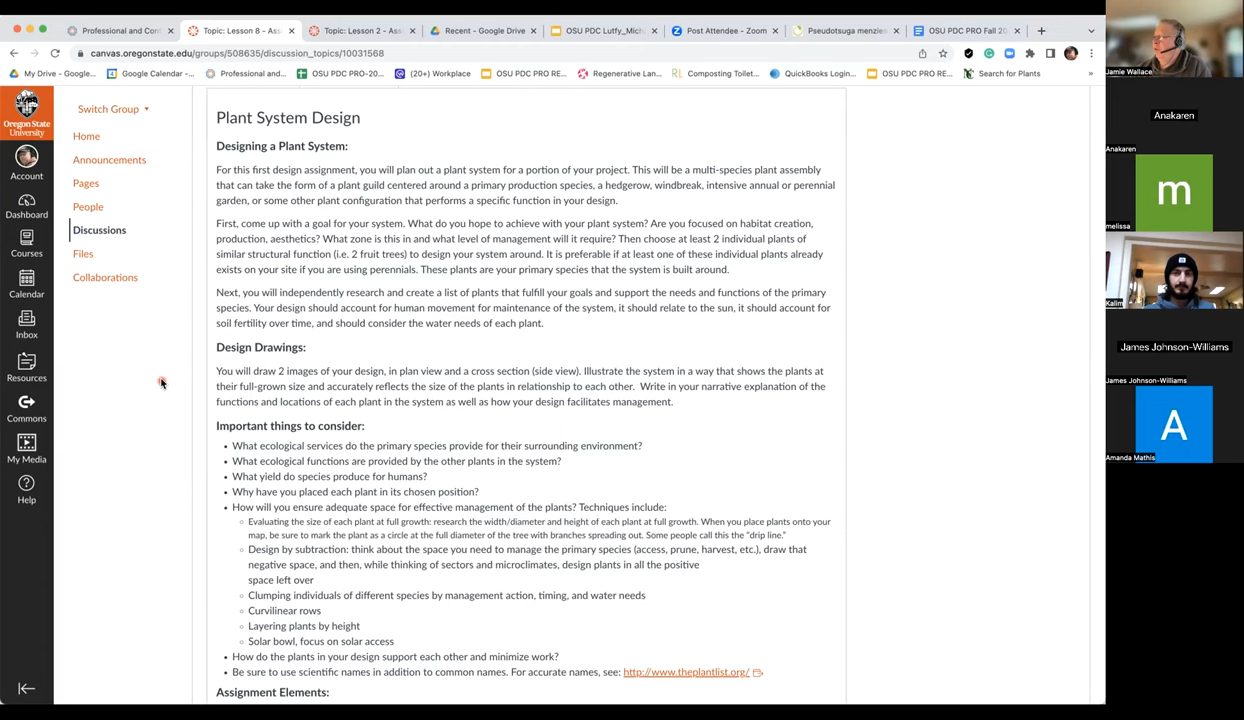 Professional and Con
Topic: Lesson 8 - Ass
Topic: Lesson 2 - Ass
Recent - Google Drive
OSU PDC Lutfy_Mich
Post Attendee - Zoom
Pseudotsuga menzies
OSU PDC PRO Fall 20
canvas.oregonstate.edu/groups/508635/discussion_topics/10031568
My Drive - Google...
Google Calendar -...
Professional and...
OSU PDC PRO-20...
(20+) Workplace
OSU PDC PRO RE...
Regenerative Lan...
Composting Toilet...
QuickBooks Login...
OSU PDC PRO RE...
Search for Plants
»
Oregon State
University
Account
Dashboard
Courses
Calendar
Inbox
Resources
Commons
My Media
Help
Switch Group
Home
Announcements
Pages
People
Discussions
Files
Collaborations
Plant System Design
Designing a Plant System:
For this first design assignment, you will plan out a plant system for a portion of your project. This will be a multi-species plant assembly
that can take the form of a plant guild centered around a primary production species, a hedgerow, windbreak, intensive annual or perennial
garden, or some other plant configuration that performs a specific function in your design.
First, come up with a goal for your system. What do you hope to achieve with your plant system? Are you focused on habitat creation,
production, aesthetics? What zone is this in and what level of management will it require? Then choose at least 2 individual plants of
similar structural function (i.e. 2 fruit trees) to design your system around. It is preferable if at least one of these individual plants already
exists on your site if you are using perennials. These plants are your primary species that the system is built around.
Next, you will independently research and create a list of plants that fulfill your goals and support the needs and functions of the primary
species. Your design should account for human movement for maintenance of the system, it should relate to the sun, it should account for
soil fertility over time, and should consider the water needs of each plant.
Design Drawings:
You will draw 2 images of your design, in plan view and a cross section (side view). Illustrate the system in a way that shows the plants at
their full-grown size and accurately reflects the size of the plants in relationship to each other. Write in your narrative explanation of the
functions and locations of each plant in the system as well as how your design facilitates management.
Important things to consider:
• What ecological services do the primary species provide for their surrounding environment?
• What ecological functions are provided by the other plants in the system?
• What yield do species produce for humans?
• Why have you placed each plant in its chosen position?
• How will you ensure adequate space for effective management of the plants? Techniques include:
◦ Evaluating the size of each plant at full growth: research the width/diameter and height of each plant at full growth. When you place plants onto your
map, be sure to mark the plant as a circle at the full diameter of the tree with branches spreading out. Some people call this the "drip line."
◦ Design by subtraction: think about the space you need to manage the primary species (access, prune, harvest, etc.), draw that
negative space, and then, while thinking of sectors and microclimates, design plants in all the positive
space left over
◦ Clumping individuals of different species by management action, timing, and water needs
◦ Curvilinear rows
◦ Layering plants by height
◦ Solar bowl, focus on solar access
• How do the plants in your design support each other and minimize work?
• Be sure to use scientific names in addition to common names. For accurate names, see: http://www.theplantlist.org/
Assignment Elements:
Jamie Wallace
Anakaren
Anakaren
m
melissa
Kalim
James Johnson-Williams
James Johnson-Williams
A
Amanda Mathis